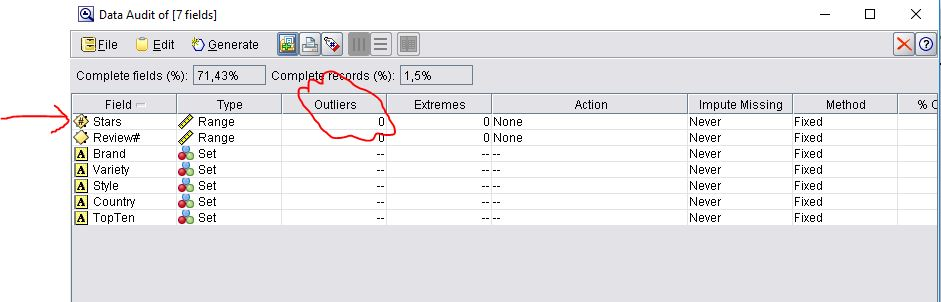 Data Audit of [7 fields]
File Edit Generate
Complete fields (%): 71,43% Complete records (%): 1,5%
Field Type Outliers Extremes Action Impute Missing Method % C
# Stars Range 0 0 None Never Fixed
Review# Range 0 0 None Never Fixed
A Brand Set -- -- -- Never Fixed
A Variety Set -- -- -- Never Fixed
A Style Set -- -- -- Never Fixed
A Country Set -- -- -- Never Fixed
A TopTen Set -- -- -- Never Fixed